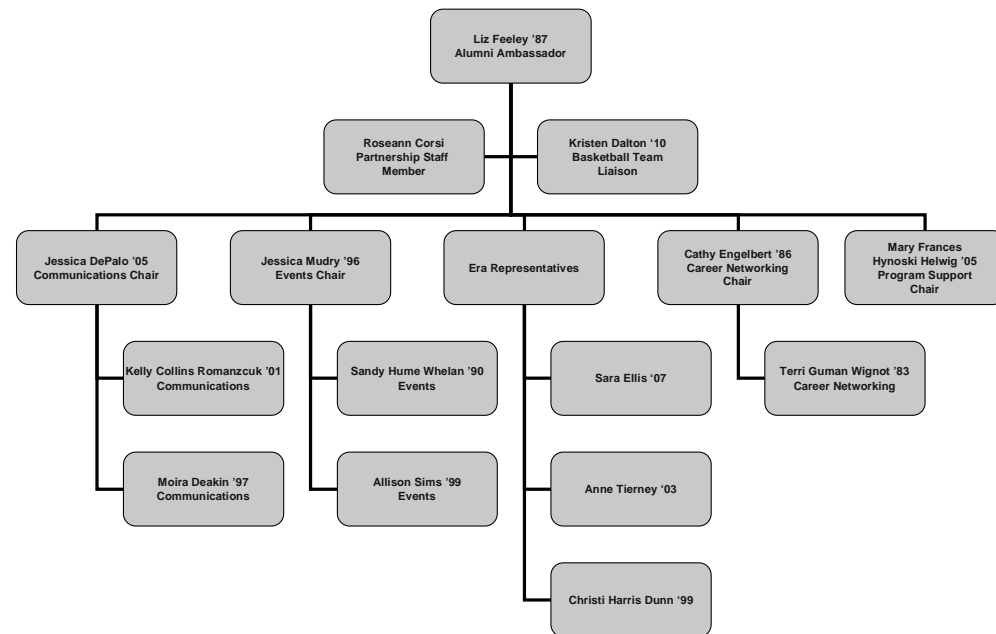 Liz Feeley ’87
Alumni Ambassador
Roseann Corsi
Partnership Staff
Member
Kristen Dalton ‘10
Basketball Team
Liaison
Jessica DePalo ’05
Communications Chair
Jessica Mudry ’96
Events Chair
Era Representatives
Cathy Engelbert ’86
Career Networking
Chair
Mary Frances
Hynoski Helwig ’05
Program Support
Chair
Kelly Collins Romanzcuk ’01
Communications
Sandy Hume Whelan ’90
Events
Sara Ellis ‘07
Terri Guman Wignot ’83
Career Networking
Moira Deakin ’97
Communications
Allison Sims ’99
Events
Anne Tierney ‘03
Christi Harris Dunn ‘99